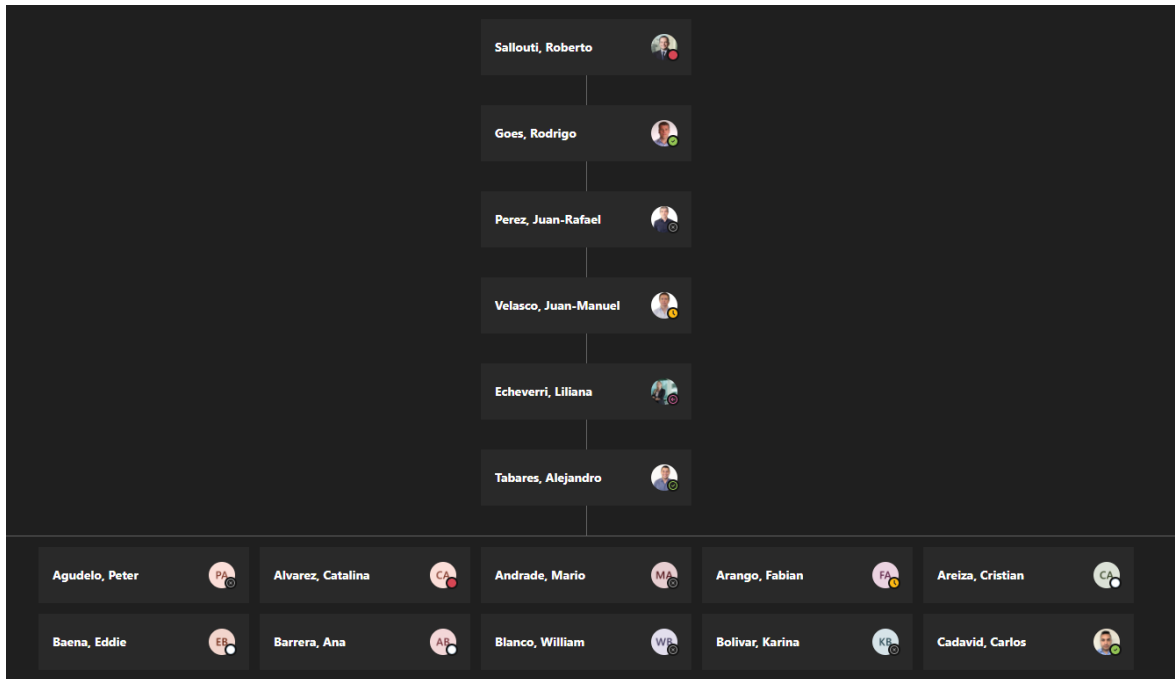 Sallouti, Roberto
Goes, Rodrigo
Perez, Juan-Rafael
Velasco, Juan-Manuel
Echeverri, Liliana
Tabares, Alejandro
Agudelo, Peter PA
Alvarez, Catalina CA
Andrade, Mario MA
Arango, Fabian FA
Areiza, Cristian CA
Baena, Eddie EB
Barrera, Ana AB
Blanco, William WB
Bolivar, Karina KB
Cadavid, Carlos